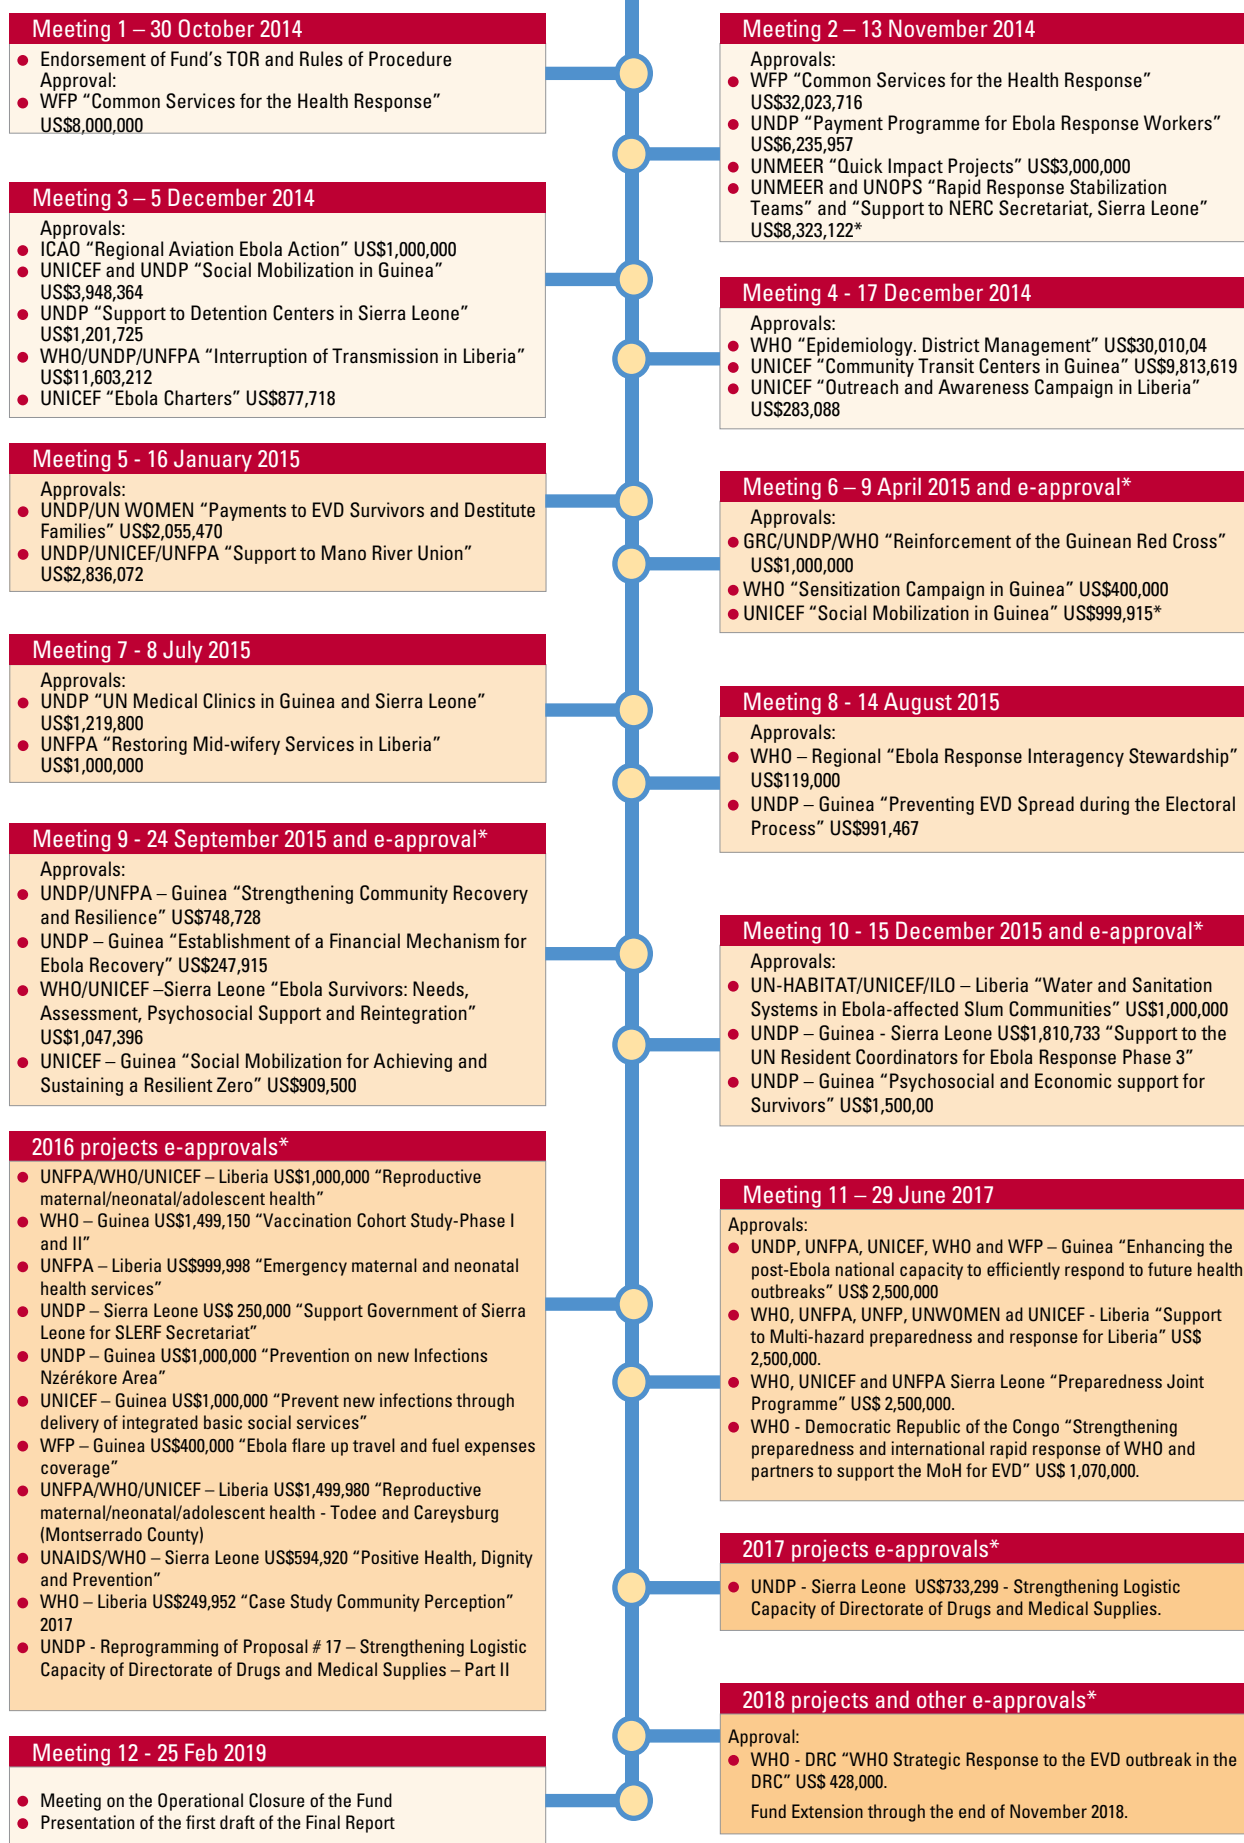 Meeting 1 – 30 October 2014
Endorsement of Fund's TOR and Rules of Procedure
Approval:
WFP “Common Services for the Health Response”
US$8,000,000
Meeting 2 – 13 November 2014
Approvals:
WFP “Common Services for the Health Response”
US$32,023,716
UNDP “Payment Programme for Ebola Response Workers”
US$6,235,957
UNMEER “Quick Impact Projects” US$3,000,000
UNMEER and UNOPS “Rapid Response Stabilization
Teams” and “Support to NERC Secretariat, Sierra Leone”
US$8,323,122*
Meeting 3 – 5 December 2014
Approvals:
ICAO “Regional Aviation Ebola Action” US$1,000,000
UNICEF and UNDP “Social Mobilization in Guinea”
US$3,948,364
UNDP “Support to Detention Centers in Sierra Leone”
US$1,201,725
WHO/UNDP/UNFPA “Interruption of Transmission in Liberia”
US$11,603,212
UNICEF “Ebola Charters” US$877,718
Meeting 4 - 17 December 2014
Approvals:
WHO “Epidemiology. District Management” US$30,010,04
UNICEF “Community Transit Centers in Guinea” US$9,813,619
UNICEF “Outreach and Awareness Campaign in Liberia”
US$283,088
Meeting 5 - 16 January 2015
Approvals:
UNDP/UN WOMEN “Payments to EVD Survivors and Destitute
Families” US$2,055,470
UNDP/UNICEF/UNFPA “Support to Mano River Union”
US$2,836,072
Meeting 6 – 9 April 2015 and e-approval*
Approvals:
GRC/UNDP/WHO “Reinforcement of the Guinean Red Cross”
US$1,000,000
WHO “Sensitization Campaign in Guinea” US$400,000
UNICEF “Social Mobilization in Guinea” US$999,915*
Meeting 7 - 8 July 2015
Approvals:
UNDP “UN Medical Clinics in Guinea and Sierra Leone”
US$1,219,800
UNFPA “Restoring Mid-wifery Services in Liberia”
US$1,000,000
Meeting 8 - 14 August 2015
Approvals:
WHO – Regional “Ebola Response Interagency Stewardship”
US$119,000
UNDP – Guinea “Preventing EVD Spread during the Electoral
Process” US$991,467
Meeting 9 - 24 September 2015 and e-approval*
Approvals:
UNDP/UNFPA – Guinea “Strengthening Community Recovery
and Resilience” US$748,728
UNDP – Guinea “Establishment of a Financial Mechanism for
Ebola Recovery” US$247,915
WHO/UNICEF –Sierra Leone “Ebola Survivors: Needs,
Assessment, Psychosocial Support and Reintegration”
US$1,047,396
UNICEF – Guinea “Social Mobilization for Achieving and
Sustaining a Resilient Zero” US$909,500
Meeting 10 - 15 December 2015 and e-approval*
Approvals:
UN-HABITAT/UNICEF/ILO – Liberia “Water and Sanitation
Systems in Ebola-affected Slum Communities” US$1,000,000
UNDP – Guinea - Sierra Leone US$1,810,733 “Support to the
UN Resident Coordinators for Ebola Response Phase 3”
UNDP – Guinea “Psychosocial and Economic support for
Survivors” US$1,500,00
2016 projects e-approvals*
UNFPA/WHO/UNICEF – Liberia US$1,000,000 “Reproductive
maternal/neonatal/adolescent health”
WHO – Guinea US$1,499,150 “Vaccination Cohort Study-Phase I
and II”
UNFPA – Liberia US$999,998 “Emergency maternal and neonatal
health services”
UNDP – Sierra Leone US$ 250,000 “Support Government of Sierra
Leone for SLERF Secretariat”
UNDP – Guinea US$1,000,000 “Prevention on new Infections
Nzérékore Area”
UNICEF – Guinea US$1,000,000 “Prevent new infections through
delivery of integrated basic social services”
WFP – Guinea US$400,000 “Ebola flare up travel and fuel expenses
coverage”
UNFPA/WHO/UNICEF – Liberia US$1,499,980 “Reproductive
maternal/neonatal/adolescent health - Todee and Careysburg
(Montserrado County)
UNAIDS/WHO – Sierra Leone US$594,920 “Positive Health, Dignity
and Prevention”
WHO – Liberia US$249,952 “Case Study Community Perception”
2017
UNDP - Reprogramming of Proposal # 17 – Strengthening Logistic
Capacity of Directorate of Drugs and Medical Supplies – Part II
Meeting 11 – 29 June 2017
Approvals:
UNDP, UNFPA, UNICEF, WHO and WFP – Guinea “Enhancing the
post-Ebola national capacity to efficiently respond to future health
outbreaks” US$ 2,500,000
WHO, UNFPA, UNFP, UNWOMEN ad UNICEF - Liberia “Support
to Multi-hazard preparedness and response for Liberia” US$
2,500,000.
WHO, UNICEF and UNFPA Sierra Leone “Preparedness Joint
Programme” US$ 2,500,000.
WHO - Democratic Republic of the Congo “Strengthening
preparedness and international rapid response of WHO and
partners to support the MoH for EVD” US$ 1,070,000.
2017 projects e-approvals*
UNDP - Sierra Leone US$733,299 - Strengthening Logistic
Capacity of Directorate of Drugs and Medical Supplies.
2018 projects and other e-approvals*
Approval:
WHO - DRC “WHO Strategic Response to the EVD outbreak in the
DRC” US$ 428,000.
Fund Extension through the end of November 2018.
Meeting 12 - 25 Feb 2019
Meeting on the Operational Closure of the Fund
Presentation of the first draft of the Final Report